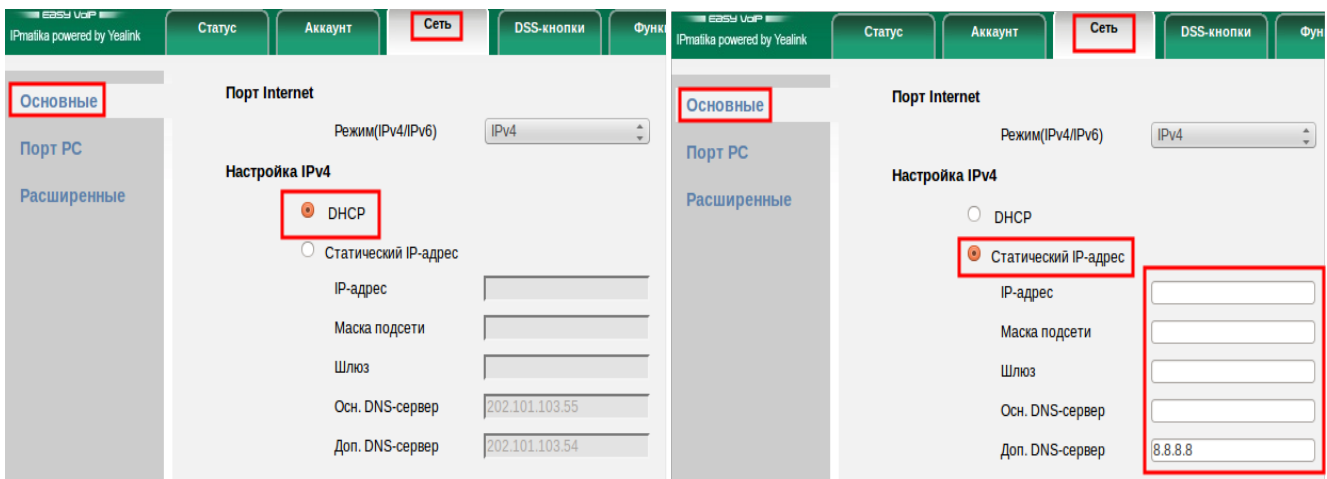 EASY VOIP
IPmatika powered by Yealink
Статус
Аккаунт
Сеть
DSS-кнопки
Функ
Основные
Порт PC
Расширенные
Порт Internet
Режим(IPv4/IPv6)
IPv4
Настройка IPv4
DHCP
Статический IP-адрес
IP-адрес
Маска подсети
Шлюз
Осн. DNS-сервер
202.101.103.55
Доп. DNS-сервер
202.101.103.54
EASY VOIP
IPmatika powered by Yealink
Статус
Аккаунт
Сеть
DSS-кнопки
Фун
Основные
Порт PC
Расширенные
Порт Internet
Режим(IPv4/IPv6)
IPv4
Настройка IPv4
DHCP
Статический IP-адрес
IP-адрес
Маска подсети
Шлюз
Осн. DNS-сервер
Доп. DNS-сервер
8.8.8.8